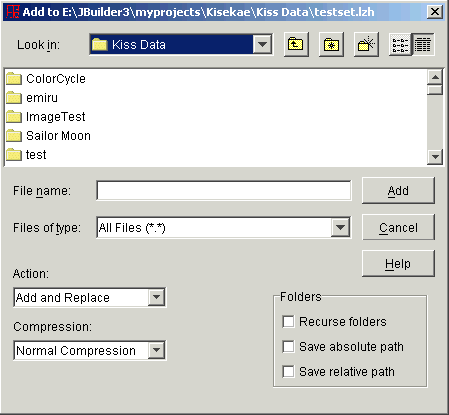 Add to E:\JBuilder3\myprojects\Kisekae\Kiss Data\testset.lzh
Look in: Kiss Data
ColorCycle
emiru
ImageTest
Sailor Moon
test
File name: Add
Files of type: All Files (*.*) Cancel
Help
Action:
Add and Replace
Compression:
Normal Compression
Folders
Recurse folders
Save absolute path
Save relative path